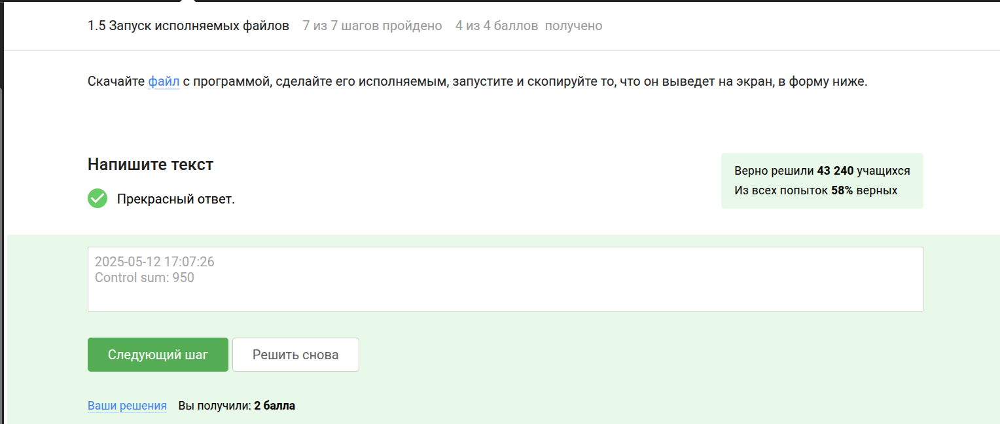 1.5 Запуск исполняемых файлов 7 из 7 шагов пройдено 4 из 4 баллов получено
Скачайте файл с программой, сделайте его исполняемым, запустите и скопируйте то, что он выведет на экран, в форму ниже.
Напишите текст
Прекрасный ответ.
Верно решили 43 240 учащихся
Из всех попыток 58% верных
2025-05-12 17:07:26
Control sum: 950
Следующий шаг Решить снова
Ваши решения Вы получили: 2 балла